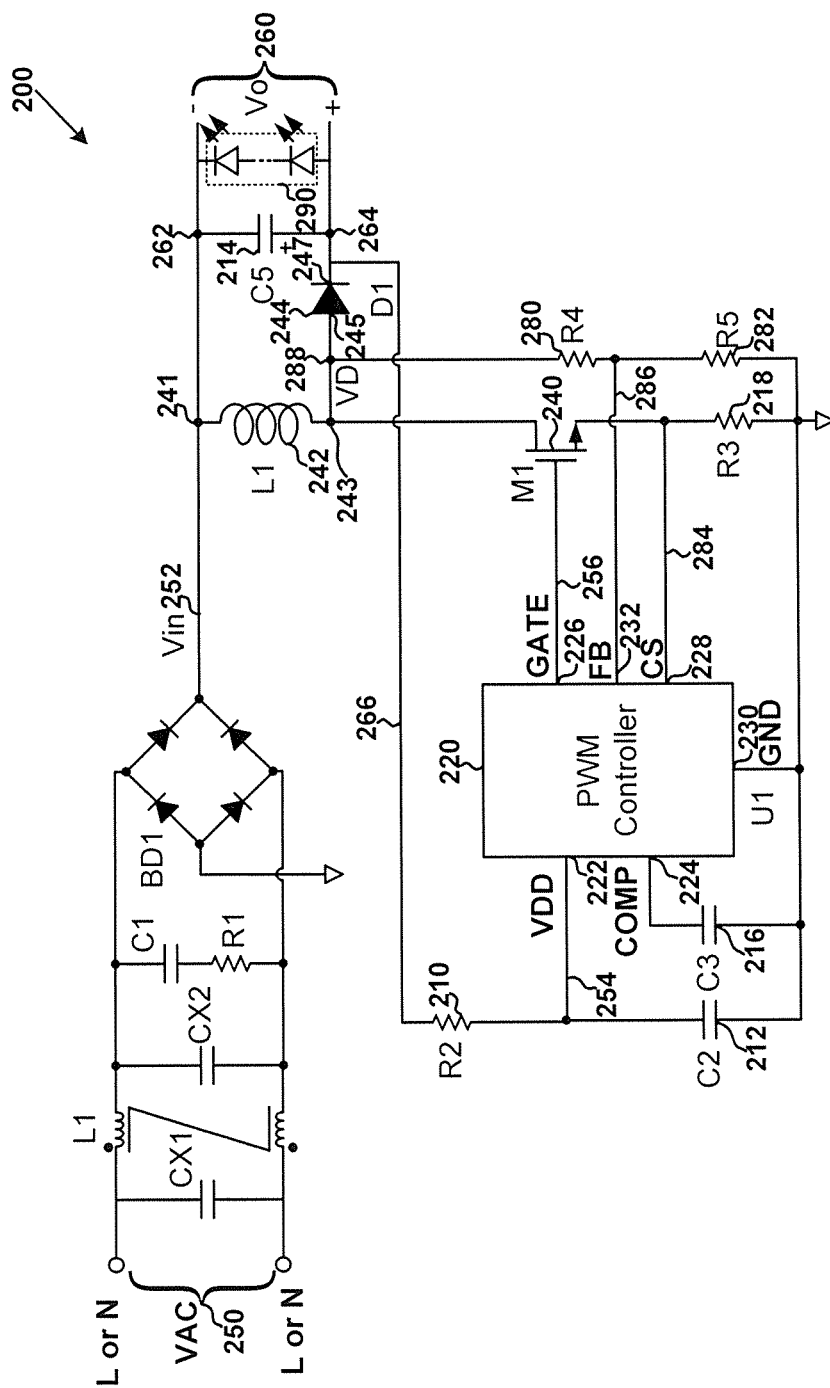 200
L or N
VAC
250
L or N
L1
CX1
CX2
C1
R1
BD1
Vin
252
241
L1
242
243
VD
288
244
245
247
D1
C5
+
214
262
264
290
-
Vo
+
260
266
R2
210
254
C2
212
C3
216
VDD
222
COMP
224
220
PWM
Controller
U1
230
GND
GATE
226
FB
232
CS
228
256
M1
240
286
284
280
R4
R5
282
218
R3